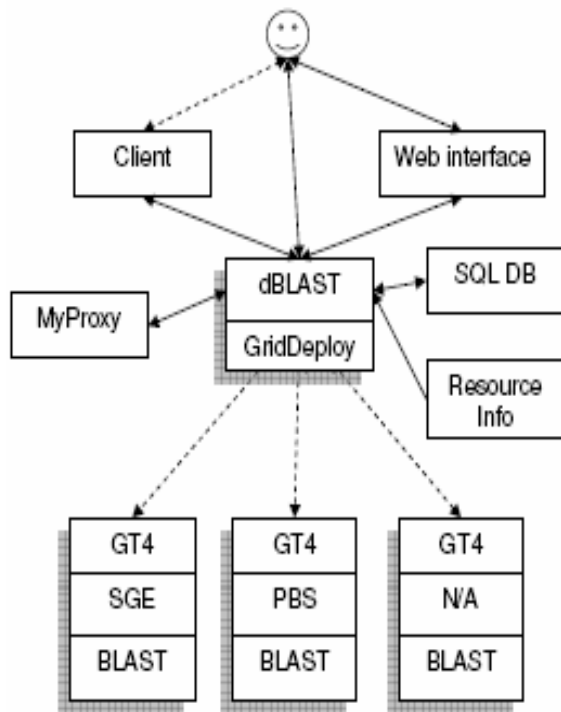 Client
Web interface
dBLAST
SQL DB
MyProxy
GridDeploy
Resource
Info
GT4
GT4
GT4
SGE
PBS
N/A
BLAST
BLAST
BLAST